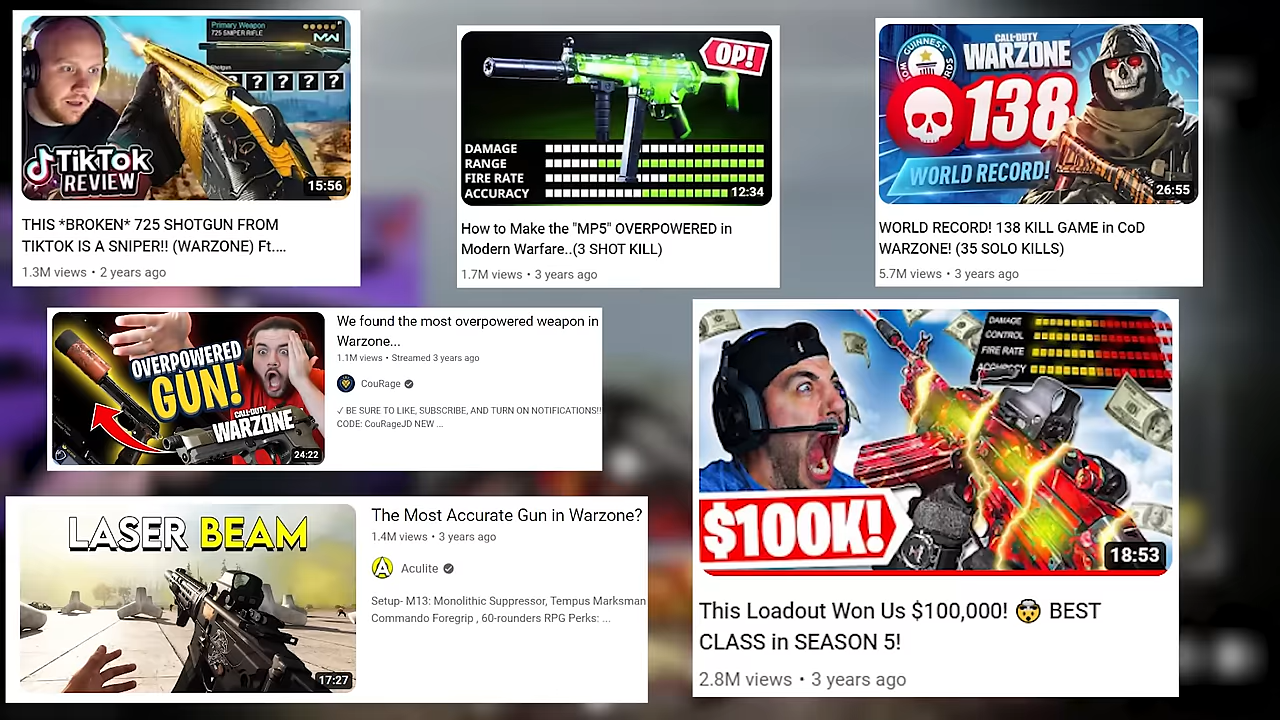 Primary Weapon
725 SNIPER RIFLE
MW
Shotgun
? ? ? ? ?
TikTok
REVIEW
15:56
THIS *BROKEN* 725 SHOTGUN FROM
TIKTOK IS A SNIPER!! (WARZONE) Ft....
1.3M views • 2 years ago
OP!
DAMAGE
RANGE
FIRE RATE
ACCURACY
12:34
How to Make the "MP5" OVERPOWERED in
Modern Warfare..(3 SHOT KILL)
1.7M views • 3 years ago
GUINNESS
CALL·DUTY
WARZONE
138
WORLD RECORD!
26:55
WORLD RECORD! 138 KILL GAME in CoD
WARZONE! (35 SOLO KILLS)
5.7M views • 3 years ago
OVERPOWERED
GUN!
CALL·DUTY
WARZONE
24:22
We found the most overpowered weapon in
Warzone...
1.1M views • Streamed 3 years ago
CouRage
✓ BE SURE TO LIKE, SUBSCRIBE, AND TURN ON NOTIFICATIONS!!
CODE: CouRageJD NEW ...
DAMAGE
CONTROL
FIRE RATE
ACCURACY
$100K!
18:53
This Loadout Won Us $100,000! 🤯 BEST
CLASS in SEASON 5!
2.8M views • 3 years ago
LASER BEAM
17:27
The Most Accurate Gun in Warzone?
1.4M views • 3 years ago
Aculite
Setup- M13: Monolithic Suppressor, Tempus Marksman
Commando Foregrip , 60-rounders RPG Perks: ...